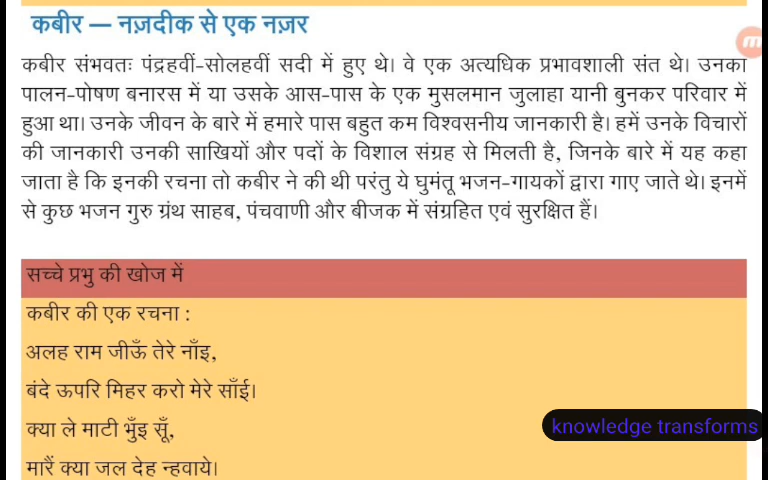 कबीर — नज़दीक से एक नज़र
कबीर संभवतः पंद्रहवीं-सोलहवीं सदी में हुए थे। वे एक अत्यधिक प्रभावशाली संत थे। उनका
पालन-पोषण बनारस में या उसके आस-पास के एक मुसलमान जुलाहा यानी बुनकर परिवार में
हुआ था। उनके जीवन के बारे में हमारे पास बहुत कम विश्वसनीय जानकारी है। हमें उनके विचारों
की जानकारी उनकी साखियों और पदों के विशाल संग्रह से मिलती है, जिनके बारे में यह कहा
जाता है कि इनकी रचना तो कबीर ने की थी परंतु ये घुमंतू भजन-गायकों द्वारा गाए जाते थे। इनमें
से कुछ भजन गुरु ग्रंथ साहब, पंचवाणी और बीजक में संग्रहित एवं सुरक्षित हैं।
सच्चे प्रभु की खोज में
कबीर की एक रचना :
अलह राम जीऊँ तेरे नाँइ,
बंदे ऊपरि मिहर करो मेरे साँई।
क्या ले माटी भुँइ सूँ,
मारैं क्या जल देह न्हवाये।
knowledge transforms